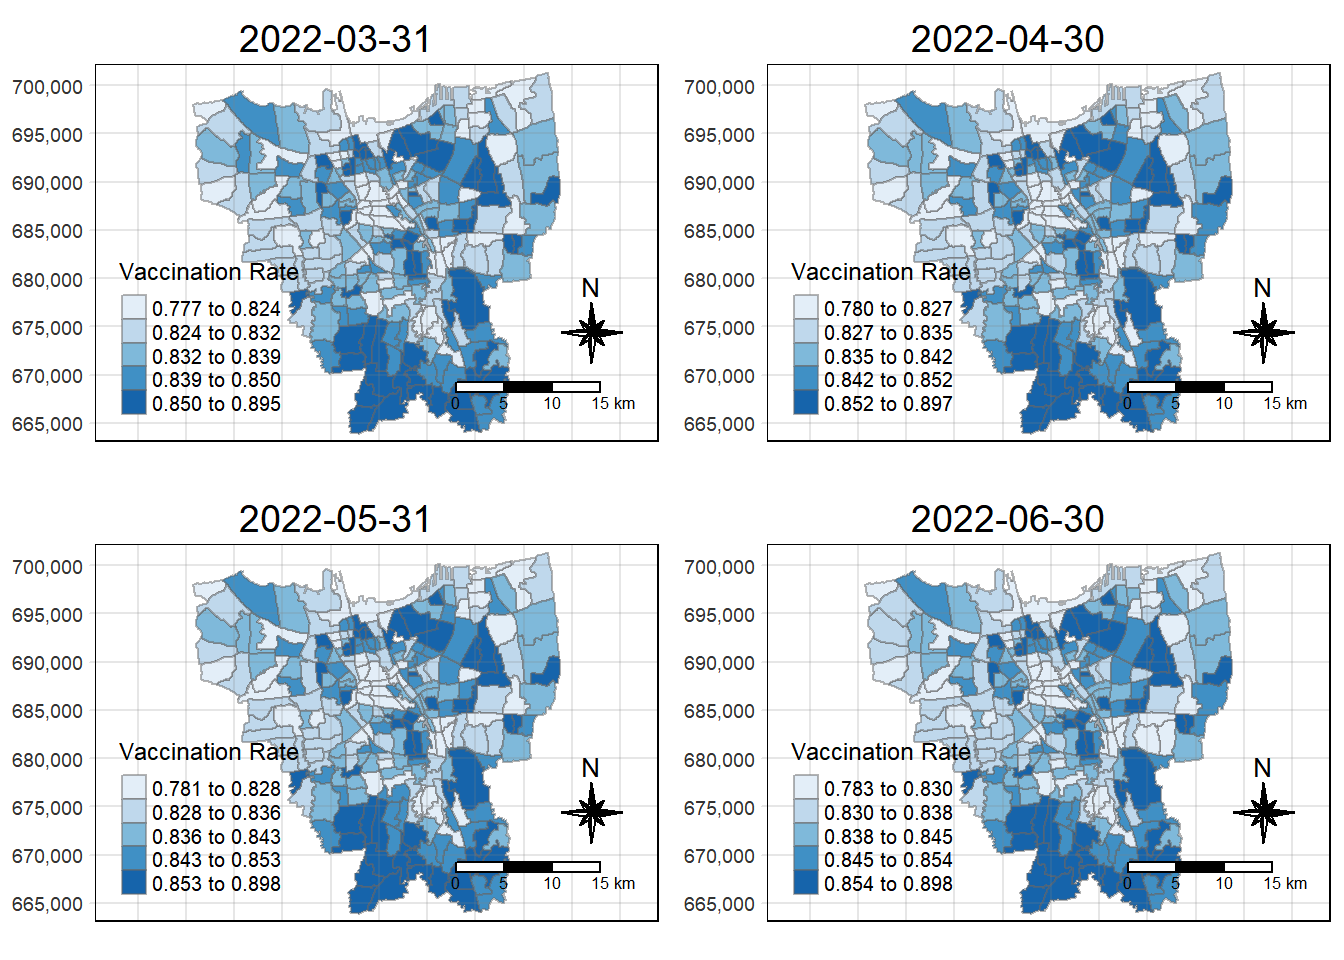 2022-03-31
700,000
695,000
690,000
685,000
680,000
675,000
670,000
665,000
Vaccination Rate
0.777 to 0.824
0.824 to 0.832
0.832 to 0.839
0.839 to 0.850
0.850 to 0.895
N
0 5 10 15 km
2022-04-30
700,000
695,000
690,000
685,000
680,000
675,000
670,000
665,000
Vaccination Rate
0.780 to 0.827
0.827 to 0.835
0.835 to 0.842
0.842 to 0.852
0.852 to 0.897
N
0 5 10 15 km
2022-05-31
700,000
695,000
690,000
685,000
680,000
675,000
670,000
665,000
Vaccination Rate
0.781 to 0.828
0.828 to 0.836
0.836 to 0.843
0.843 to 0.853
0.853 to 0.898
N
0 5 10 15 km
2022-06-30
700,000
695,000
690,000
685,000
680,000
675,000
670,000
665,000
Vaccination Rate
0.783 to 0.830
0.830 to 0.838
0.838 to 0.845
0.845 to 0.854
0.854 to 0.898
N
0 5 10 15 km